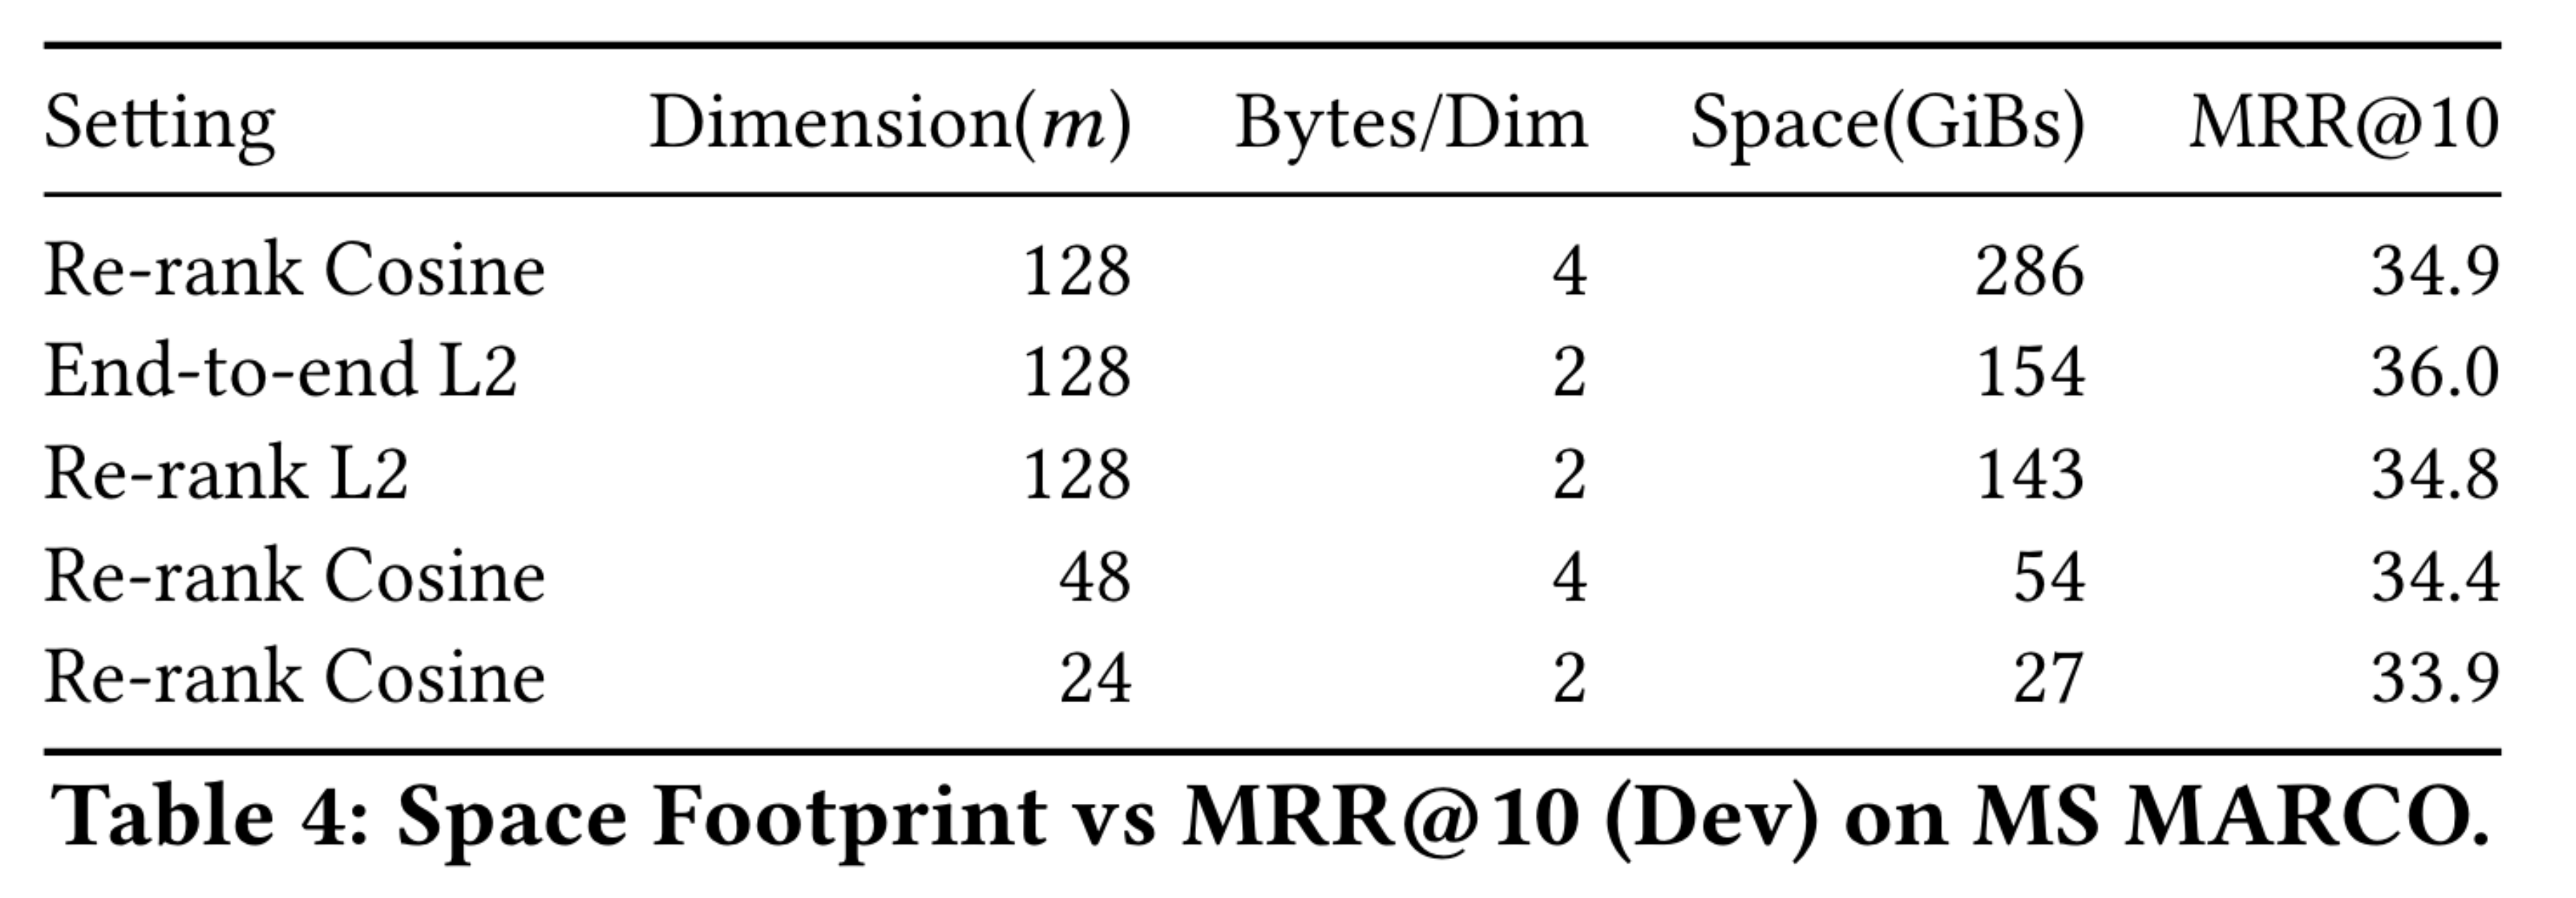 Setting Dimension(m) Bytes/Dim Space(GiBs) MRR@10
Re-rank Cosine 128 4 286 34.9
End-to-end L2 128 2 154 36.0
Re-rank L2 128 2 143 34.8
Re-rank Cosine 48 4 54 34.4
Re-rank Cosine 24 2 27 33.9
Table 4: Space Footprint vs MRR@10 (Dev) on MS MARCO.